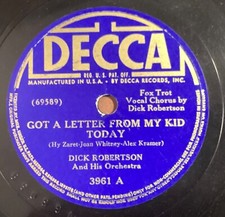 DECCA
REG. U.S. PAT. OFF.
MANUFACTURED IN U.S.A. BY DECCA RECORDS, INC.
(69589)
Fox Trot
Vocal Chorus by
Dick Robertson
GOT A LETTER FROM MY KID
TODAY
(Hy Zaret-Joan Whitney-Alex Kramer)
DICK ROBERTSON
And His Orchestra
3961 A